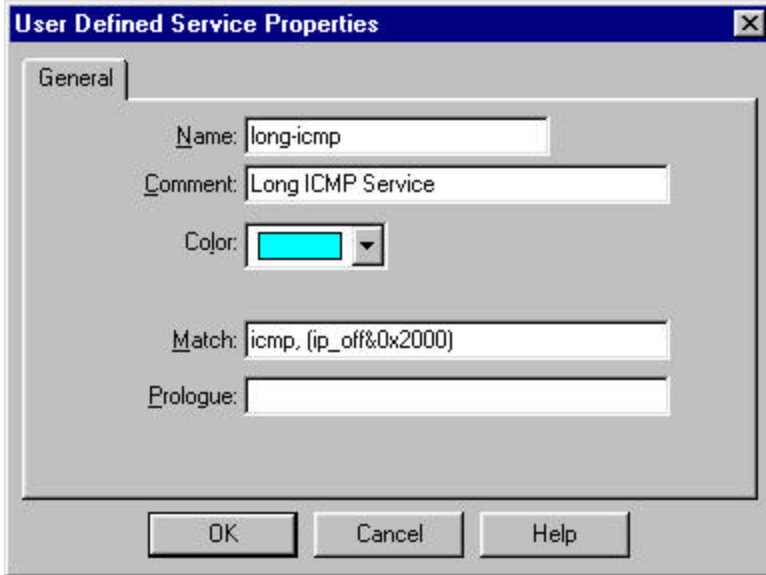 User Defined Service Properties
General
Name: long-icmp
Comment: Long ICMP Service
Color:
Match: icmp, (ip_off&0x2000)
Prologue:
OK Cancel Help